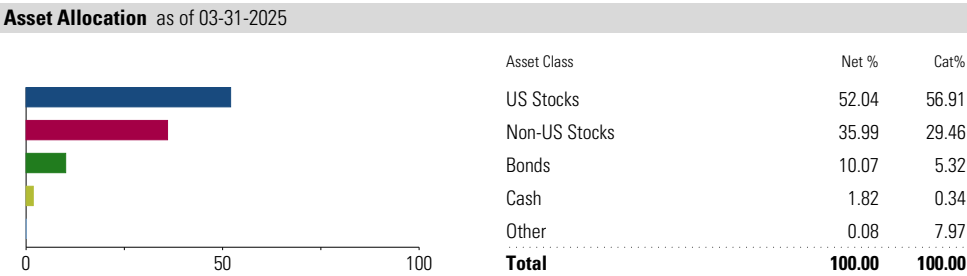 Asset Allocation as of 03-31-2025
Asset Class Net % Cat%
US Stocks 52.04 56.91
Non-US Stocks 35.99 29.46
Bonds 10.07 5.32
Cash 1.82 0.34
Other 0.08 7.97
0 50 100
Total 100.00 100.00